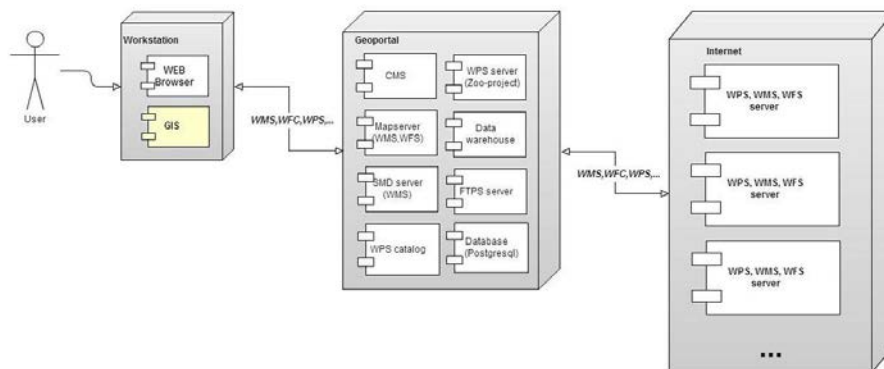 User
Workstation
WEB
Browser
GIS
WMS,WFC,WPS,...
Geoportal
CMS
WPS server
(Zoo-project)
Mapserver
(WMS,WFS)
Data
warehouse
SMD server
(WMS)
FTPS server
WPS catalog
Database
(Postgresql)
WMS,WFC,WPS,...
Internet
WPS, WMS, WFS
server
WPS, WMS, WFS
server
WPS, WMS, WFS
server
...